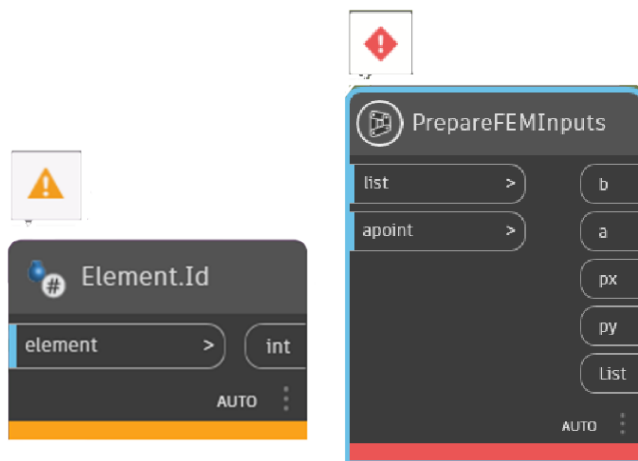 Element.Id
element > int
AUTO
PrepareFEMInputs
list > b
apoint > a
px
py
List
AUTO